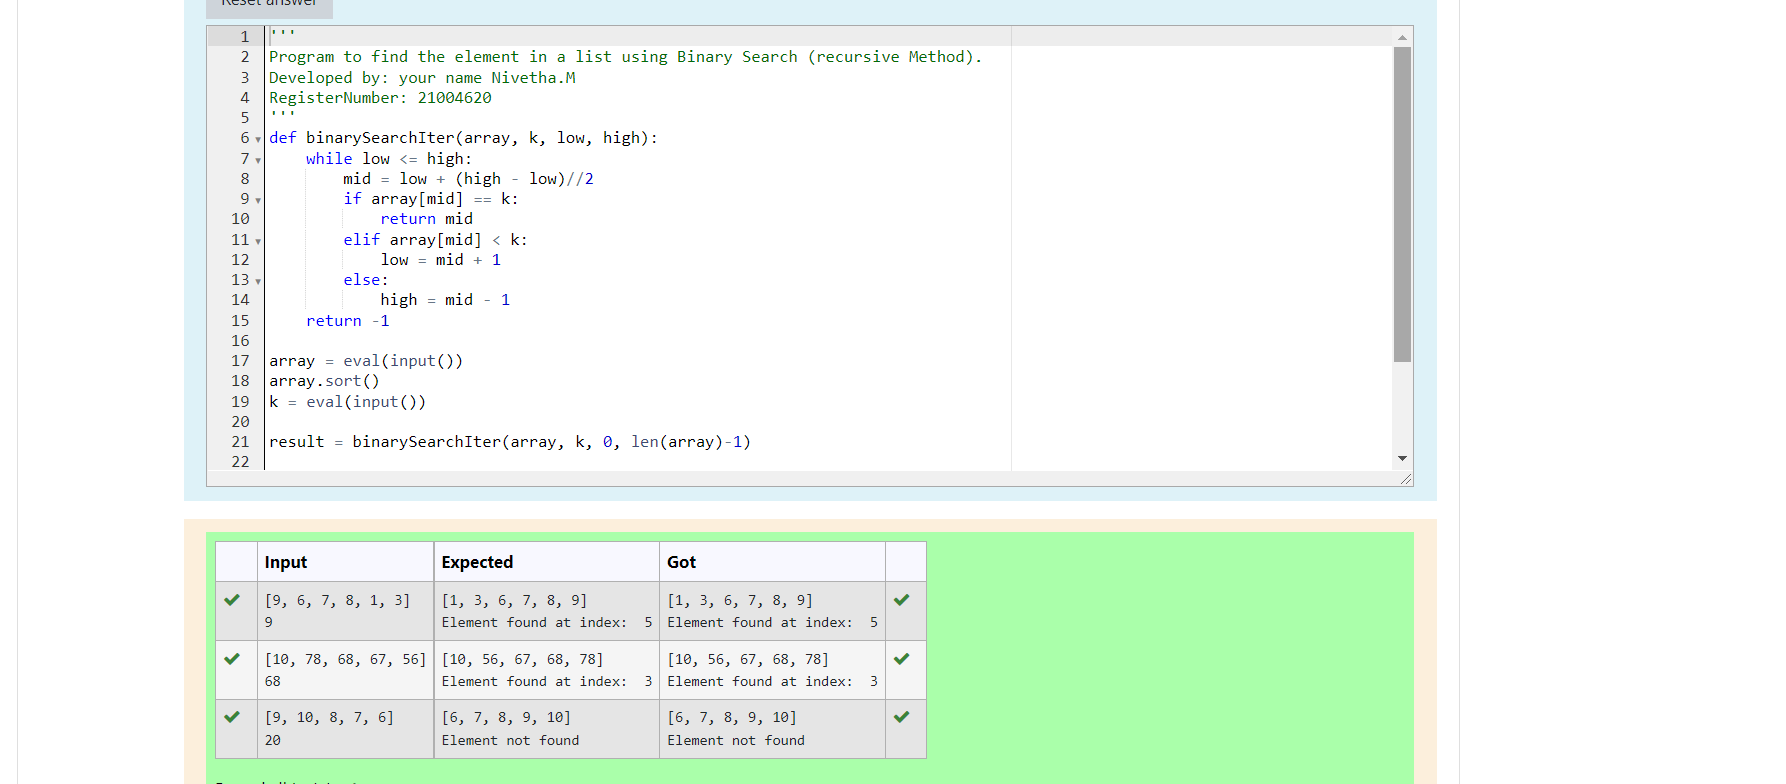 Reset answer
1 '''
2 Program to find the element in a list using Binary Search (recursive Method).
3 Developed by: your name Nivetha.M
4 RegisterNumber: 21004620
5 '''
6 def binarySearchIter(array, k, low, high):
7     while low <= high:
8         mid = low + (high - low)//2
9         if array[mid] == k:
10             return mid
11         elif array[mid] < k:
12             low = mid + 1
13         else:
14             high = mid - 1
15     return -1
16
17 array = eval(input())
18 array.sort()
19 k = eval(input())
20
21 result = binarySearchIter(array, k, 0, len(array)-1)
22
Input Expected Got
[9, 6, 7, 8, 1, 3] [1, 3, 6, 7, 8, 9] [1, 3, 6, 7, 8, 9]
9 Element found at index:  5 Element found at index:  5
[10, 78, 68, 67, 56] [10, 56, 67, 68, 78] [10, 56, 67, 68, 78]
68 Element found at index:  3 Element found at index:  3
[9, 10, 8, 7, 6] [6, 7, 8, 9, 10] [6, 7, 8, 9, 10]
20 Element not found Element not found